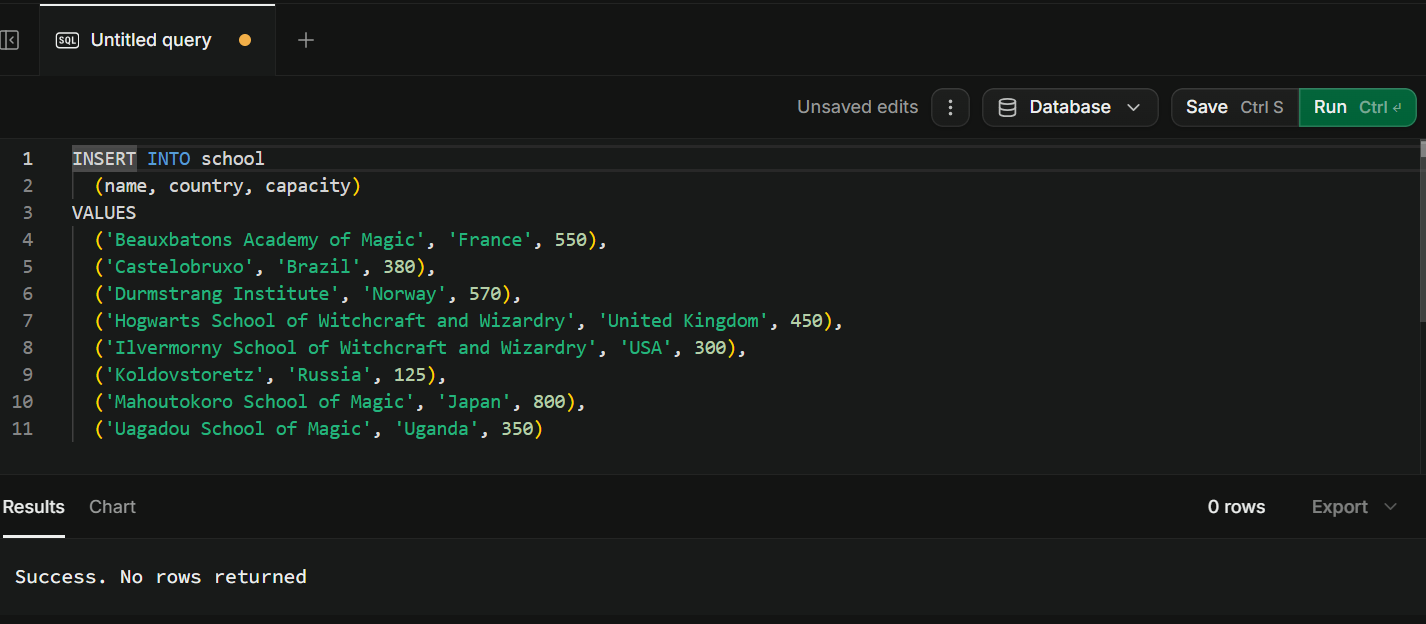 SQL Untitled query
Unsaved edits Database Save Ctrl S Run Ctrl ↵
1 INSERT INTO school
2 (name, country, capacity)
3 VALUES
4 ('Beauxbatons Academy of Magic', 'France', 550),
5 ('Castelobruxo', 'Brazil', 380),
6 ('Durmstrang Institute', 'Norway', 570),
7 ('Hogwarts School of Witchcraft and Wizardry', 'United Kingdom', 450),
8 ('Ilvermorny School of Witchcraft and Wizardry', 'USA', 300),
9 ('Koldovstoretz', 'Russia', 125),
10 ('Mahoutokoro School of Magic', 'Japan', 800),
11 ('Uagadou School of Magic', 'Uganda', 350)
Results Chart 0 rows Export
Success. No rows returned